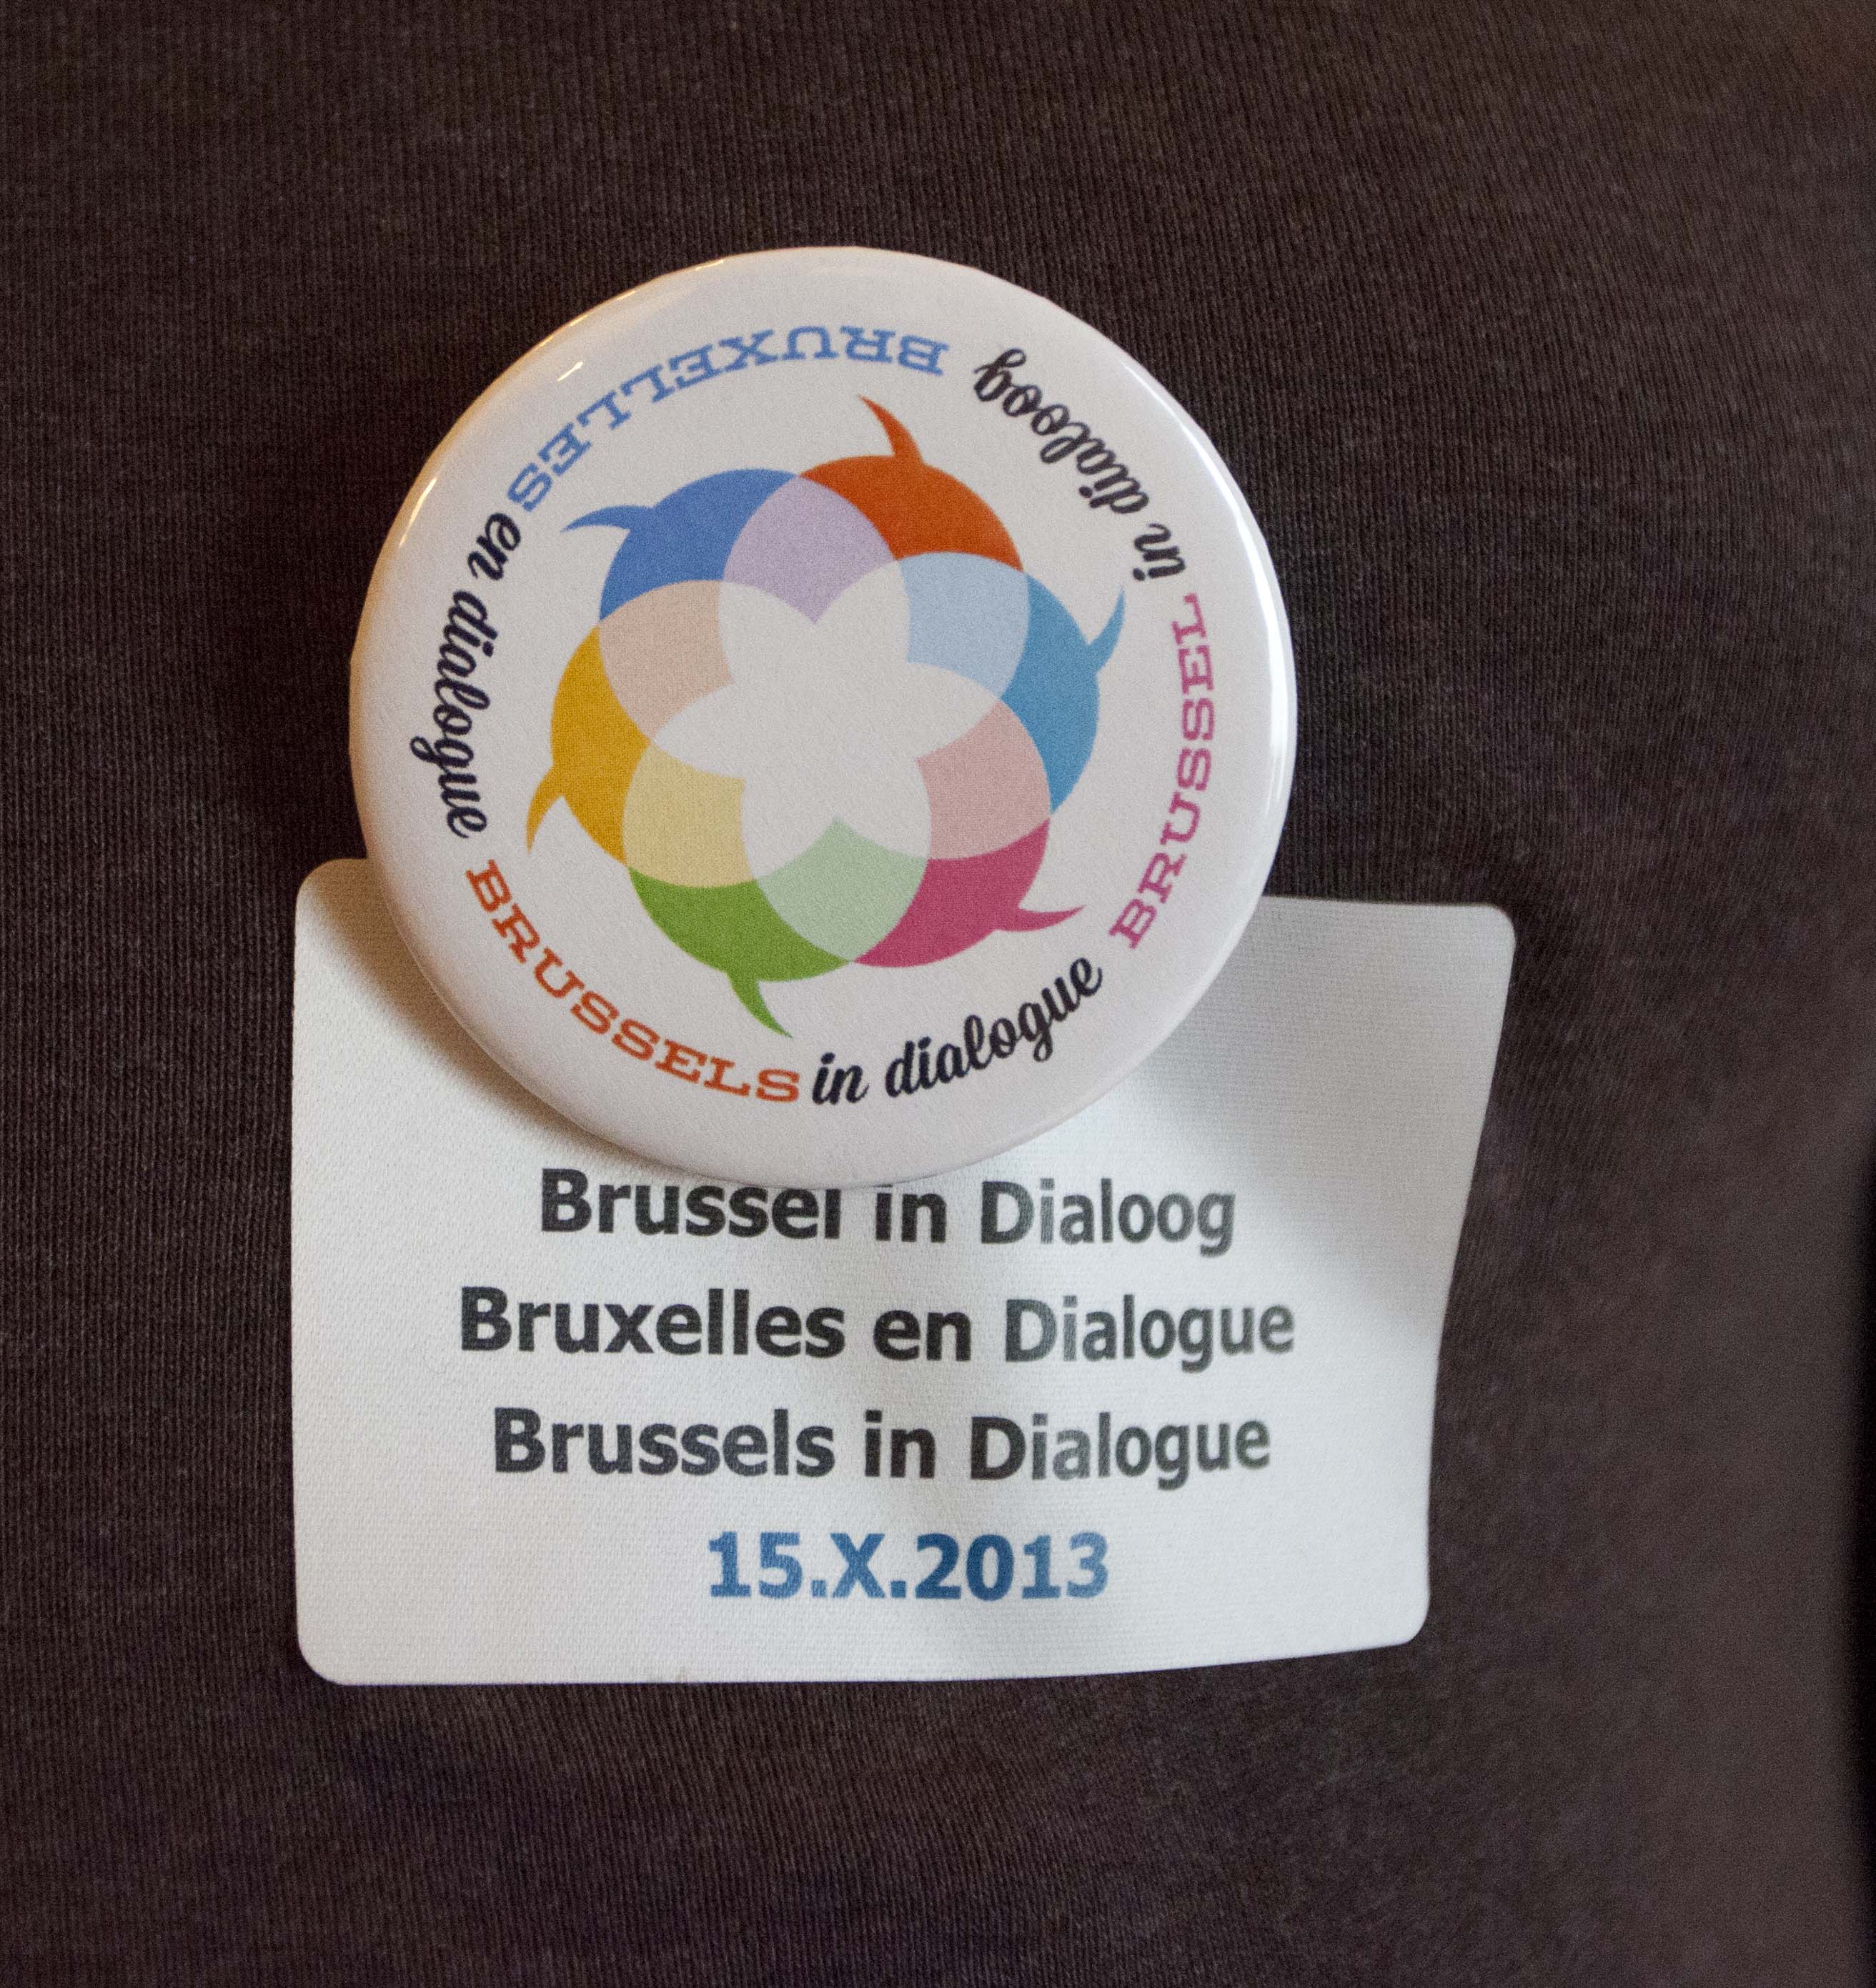 BRUXELLES en dialogue
BRUSSELS in dialogue
BRUSSEL in dialoog
Brussel in Dialoog
Bruxelles en Dialogue
Brussels in Dialogue
15.X.2013